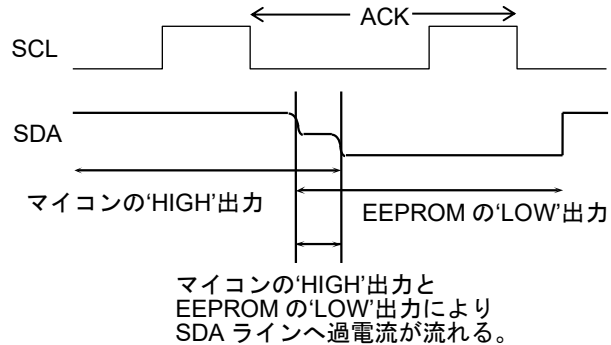 ACK
SCL
SDA
マイコンの‘HIGH’出力
EEPROM の‘LOW’出力
マイコンの‘HIGH’出力と
EEPROM の‘LOW’出力により
SDA ラインへ過電流が流れる。